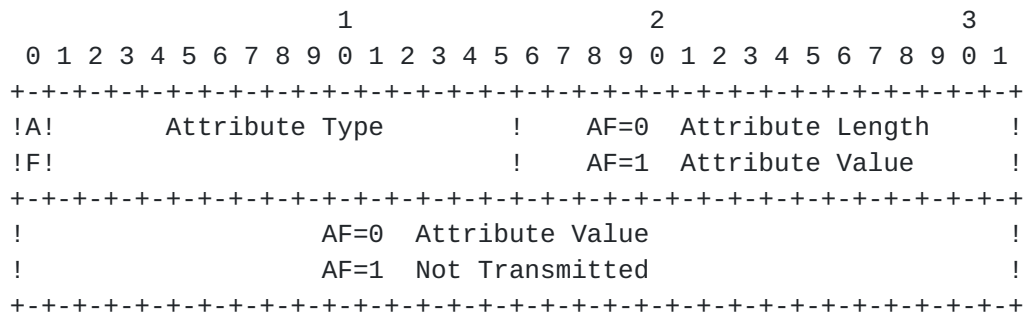 1                   2                   3
 0 1 2 3 4 5 6 7 8 9 0 1 2 3 4 5 6 7 8 9 0 1 2 3 4 5 6 7 8 9 0 1
+-+-+-+-+-+-+-+-+-+-+-+-+-+-+-+-+-+-+-+-+-+-+-+-+-+-+-+-+-+-+-+-+
!A!       Attribute Type        !    AF=0  Attribute Length     !
!F!                             !    AF=1  Attribute Value      !
+-+-+-+-+-+-+-+-+-+-+-+-+-+-+-+-+-+-+-+-+-+-+-+-+-+-+-+-+-+-+-+-+
!                   AF=0  Attribute Value                       !
!                   AF=1  Not Transmitted                       !
+-+-+-+-+-+-+-+-+-+-+-+-+-+-+-+-+-+-+-+-+-+-+-+-+-+-+-+-+-+-+-+-+